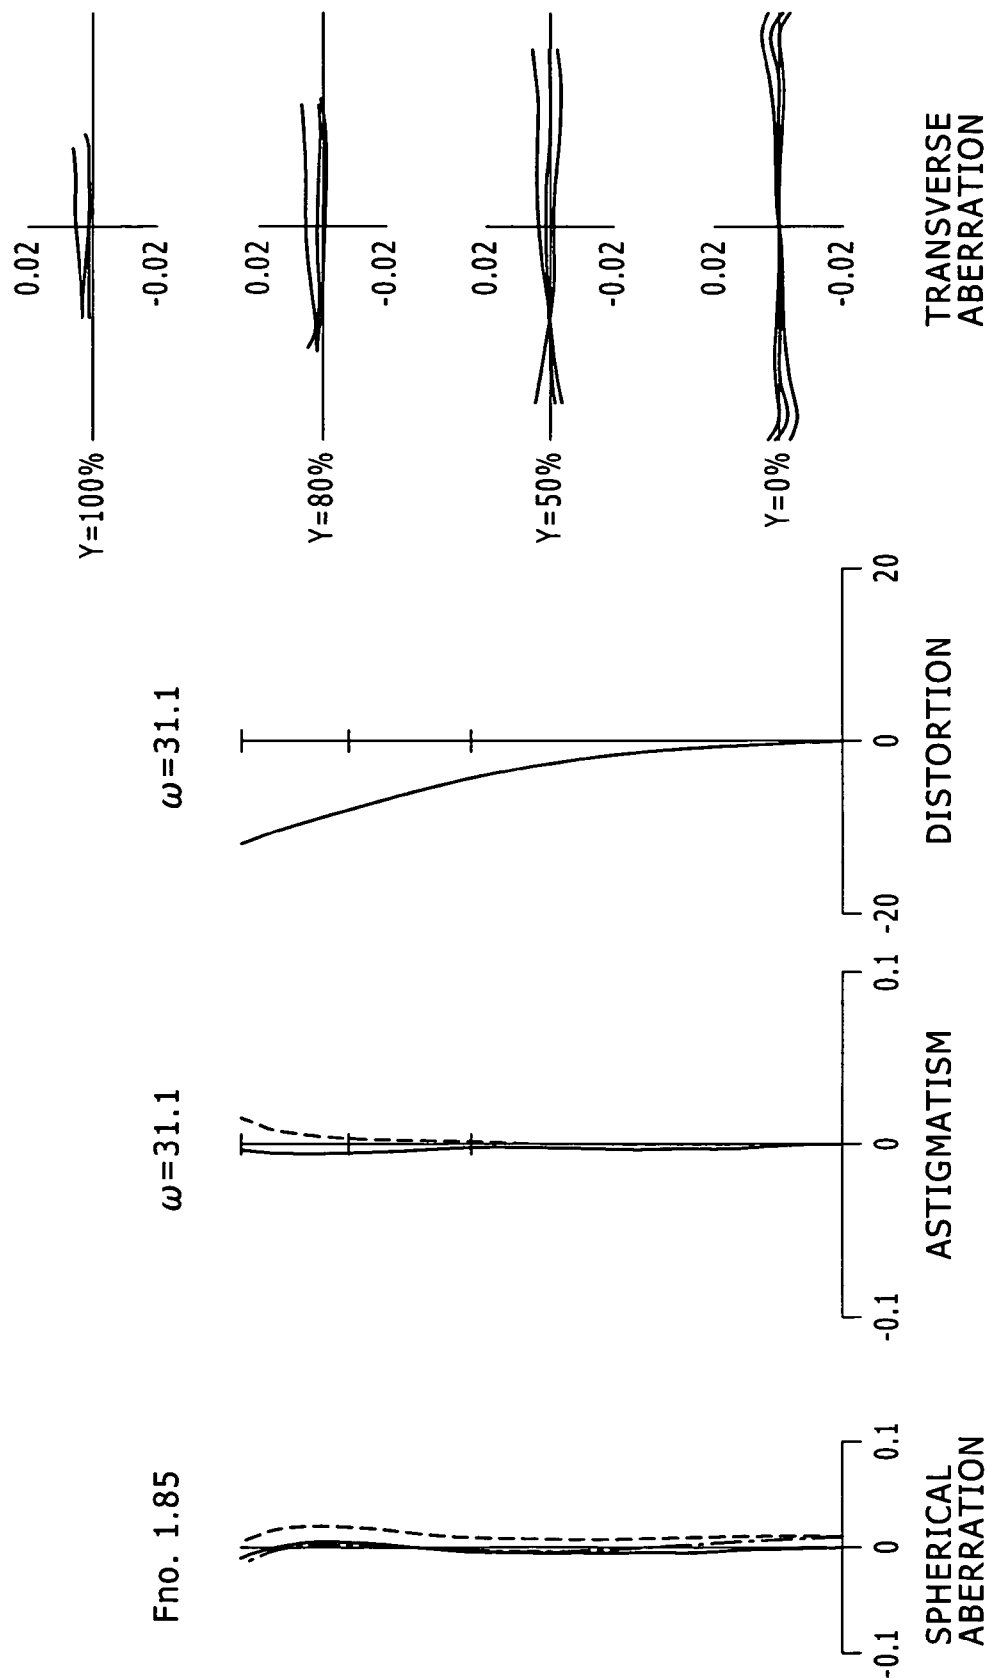 Fno. 1.85
-0.1
0
0.1
SPHERICAL
ABERRATION
ω=31.1
-0.1
0
0.1
ASTIGMATISM
ω=31.1
-20
0
20
DISTORTION
Y=100%
0.02
-0.02
Y=80%
0.02
-0.02
Y=50%
0.02
-0.02
Y=0%
0.02
-0.02
TRANSVERSE
ABERRATION